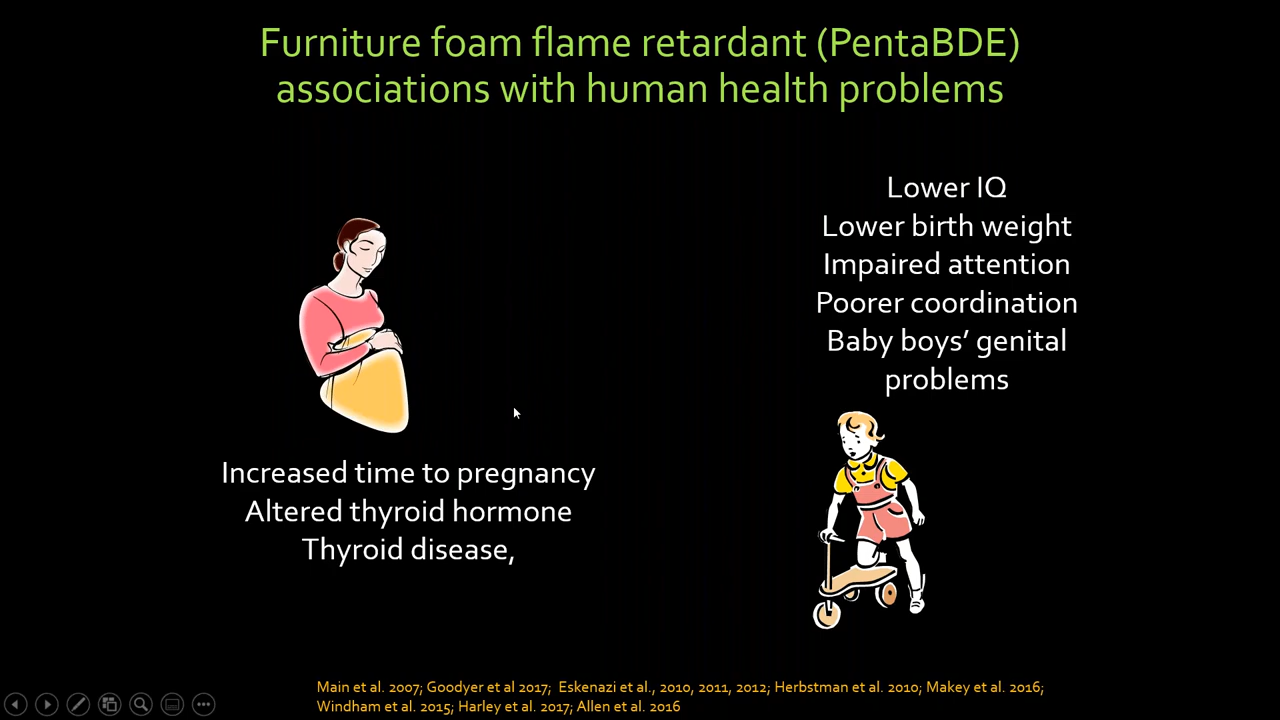 Furniture foam flame retardant (PentaBDE)
associations with human health problems
Increased time to pregnancy
Altered thyroid hormone
Thyroid disease,
Lower IQ
Lower birth weight
Impaired attention
Poorer coordination
Baby boys’ genital
problems
Main et al. 2007; Goodyer et al 2017;  Eskenazi et al., 2010, 2011, 2012; Herbstman et al. 2010; Makey et al. 2016;
Windham et al. 2015; Harley et al. 2017; Allen et al. 2016